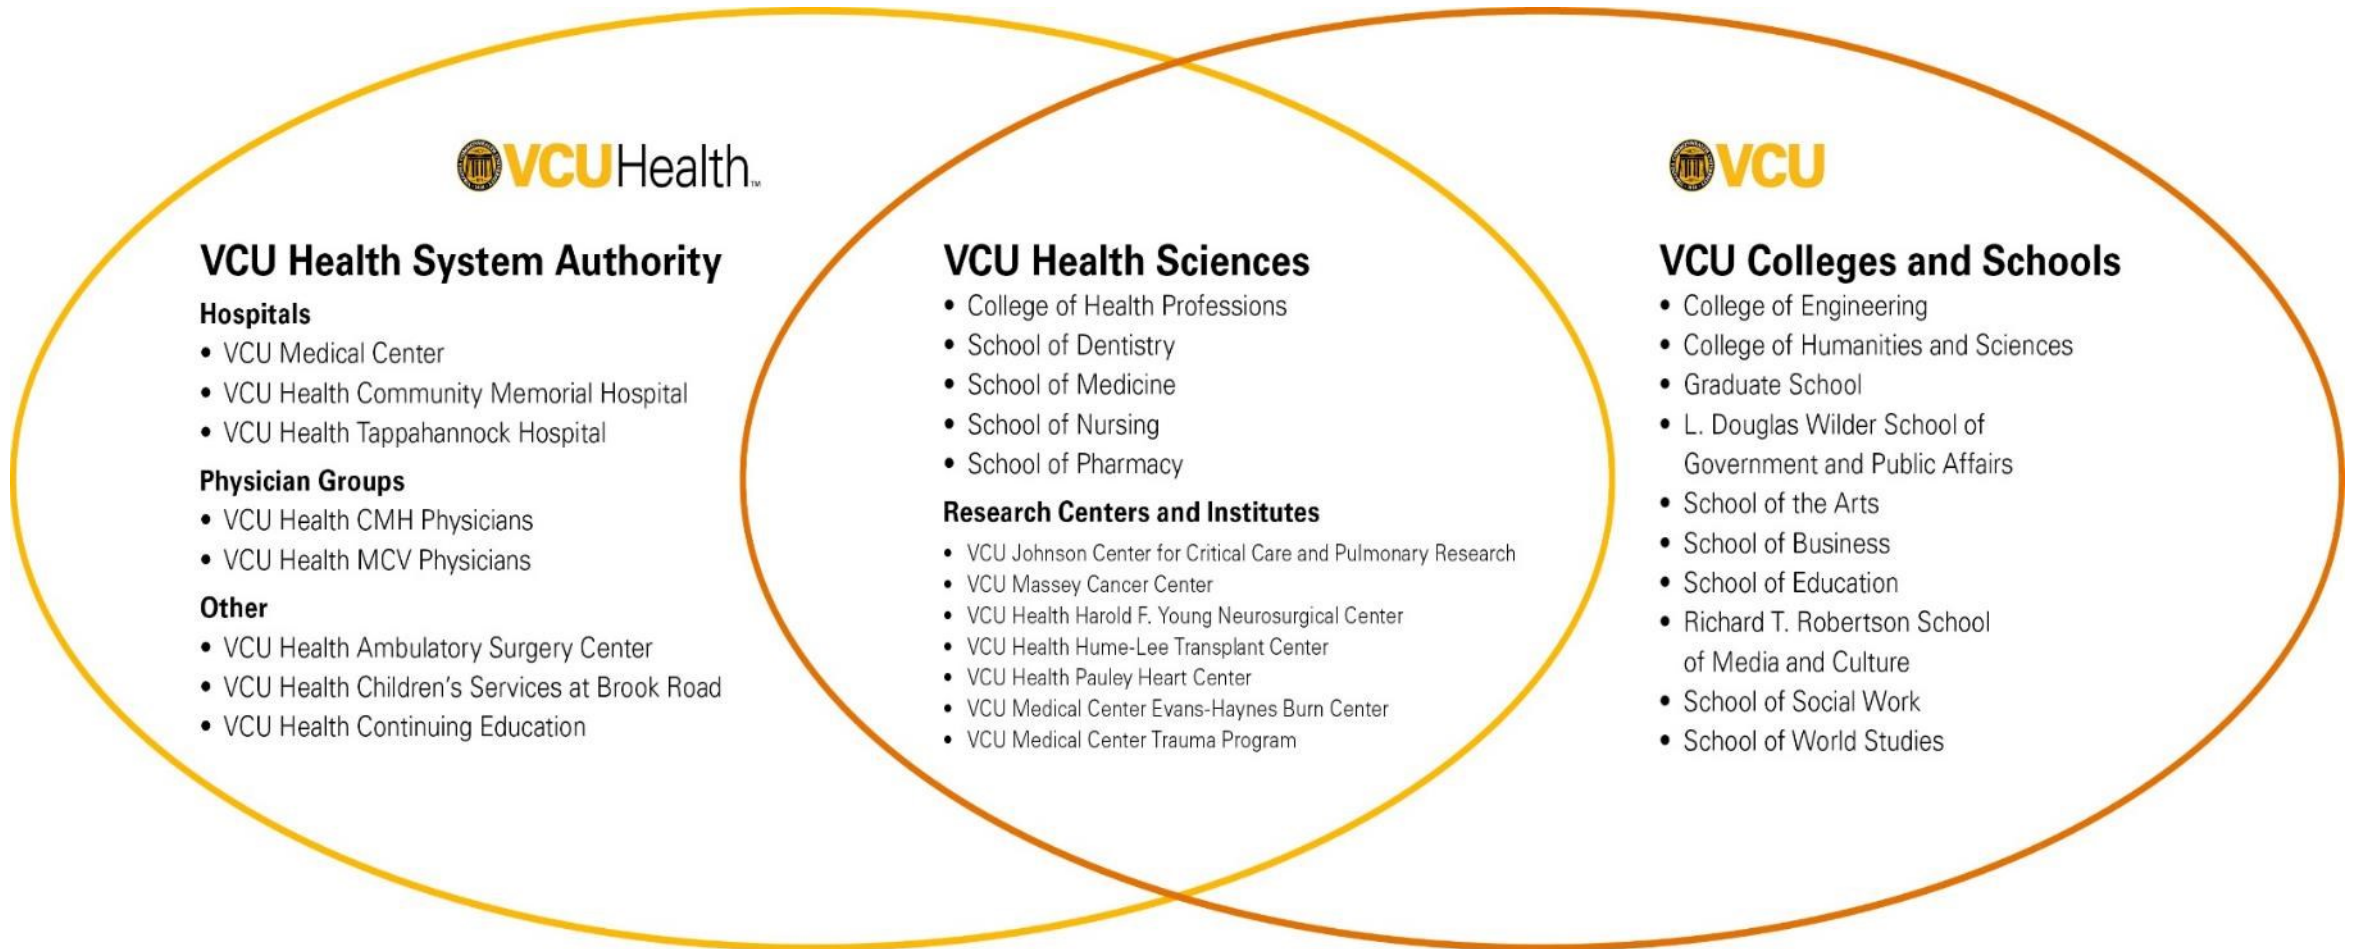 VCUHealth™
VCU Health System Authority
Hospitals
• VCU Medical Center
• VCU Health Community Memorial Hospital
• VCU Health Tappahannock Hospital
Physician Groups
• VCU Health CMH Physicians
• VCU Health MCV Physicians
Other
• VCU Health Ambulatory Surgery Center
• VCU Health Children's Services at Brook Road
• VCU Health Continuing Education
VCU Health Sciences
• College of Health Professions
• School of Dentistry
• School of Medicine
• School of Nursing
• School of Pharmacy
Research Centers and Institutes
• VCU Johnson Center for Critical Care and Pulmonary Research
• VCU Massey Cancer Center
• VCU Health Harold F. Young Neurosurgical Center
• VCU Health Hume-Lee Transplant Center
• VCU Health Pauley Heart Center
• VCU Medical Center Evans-Haynes Burn Center
• VCU Medical Center Trauma Program
VCU
VCU Colleges and Schools
• College of Engineering
• College of Humanities and Sciences
• Graduate School
• L. Douglas Wilder School of
Government and Public Affairs
• School of the Arts
• School of Business
• School of Education
• Richard T. Robertson School
of Media and Culture
• School of Social Work
• School of World Studies